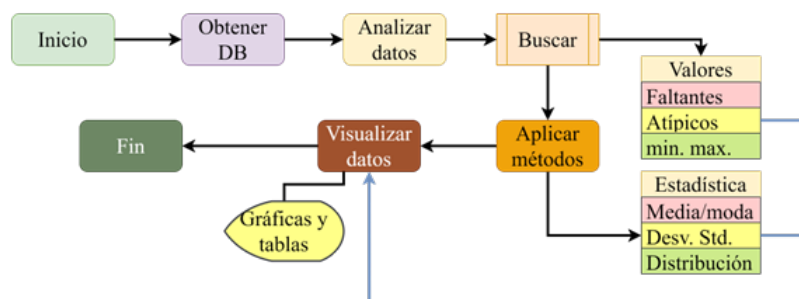 Inicio
Obtener
DB
Analizar
datos
Buscar
Valores
Faltantes
Atípicos
min. max.
Fin
Visualizar
datos
Aplicar
métodos
Gráficas y
tablas
Estadística
Media/moda
Desv. Std.
Distribución